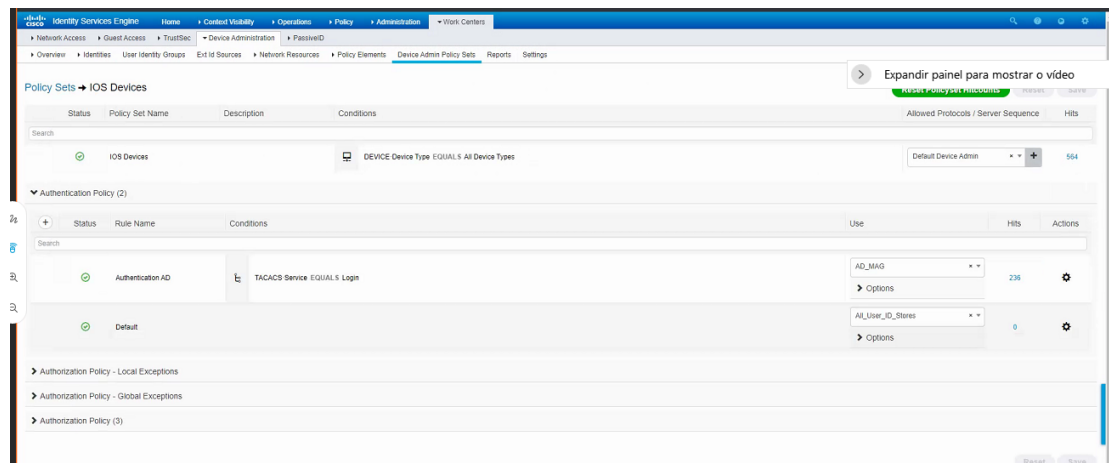 cisco Identity Services Engine Home Context Visibility Operations Policy Administration Work Centers
Network Access Guest Access TrustSec Device Administration PassiveID
Overview Identities User Identity Groups Ext Id Sources Network Resources Policy Elements Device Admin Policy Sets Reports Settings
Expandir painel para mostrar o vídeo
Policy Sets → IOS Devices
Reset Policyset Hitcounts Reset Save
Status Policy Set Name Description Conditions Allowed Protocols / Server Sequence Hits
Search
IOS Devices DEVICE Device Type EQUALS All Device Types Default Device Admin × + 564
Authentication Policy (2)
+ Status Rule Name Conditions Use Hits Actions
Search
Authentication AD TACACS Service EQUALS Login AD_MAG × 236
Options
Default All_User_ID_Stores × 0
Options
Authorization Policy - Local Exceptions
Authorization Policy - Global Exceptions
Authorization Policy (3)
Reset Save